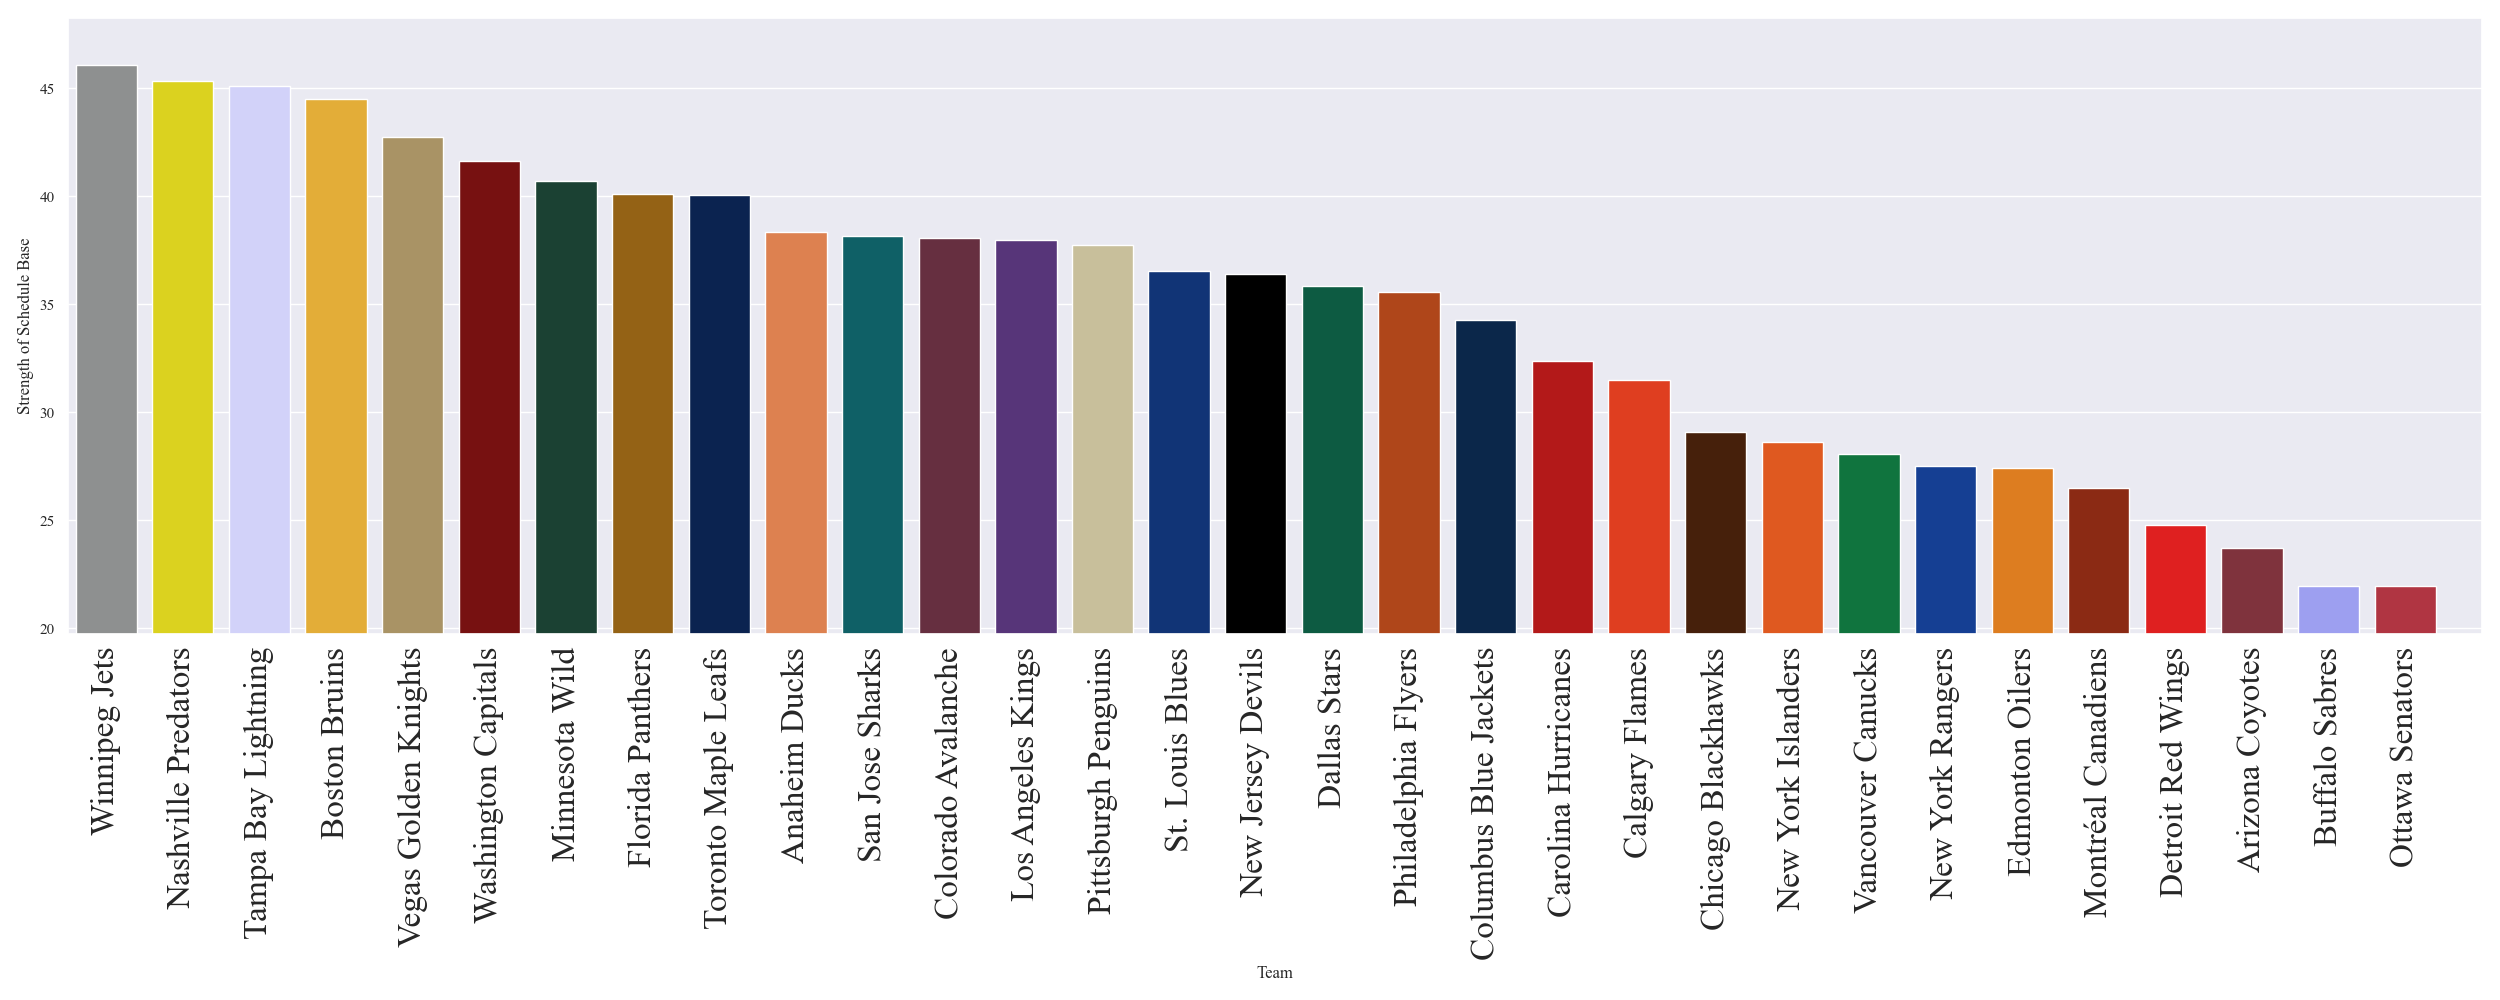 45
40
35
30
25
20
Strength of Schedule Base
Winnipeg Jets
Nashville Predators
Tampa Bay Lightning
Boston Bruins
Vegas Golden Knights
Washington Capitals
Minnesota Wild
Florida Panthers
Toronto Maple Leafs
Anaheim Ducks
San Jose Sharks
Colorado Avalanche
Los Angeles Kings
Pittsburgh Penguins
St. Louis Blues
New Jersey Devils
Dallas Stars
Philadelphia Flyers
Columbus Blue Jackets
Carolina Hurricanes
Calgary Flames
Chicago Blackhawks
New York Islanders
Vancouver Canucks
New York Rangers
Edmonton Oilers
Montréal Canadiens
Detroit Red Wings
Arizona Coyotes
Buffalo Sabres
Ottawa Senators
Team